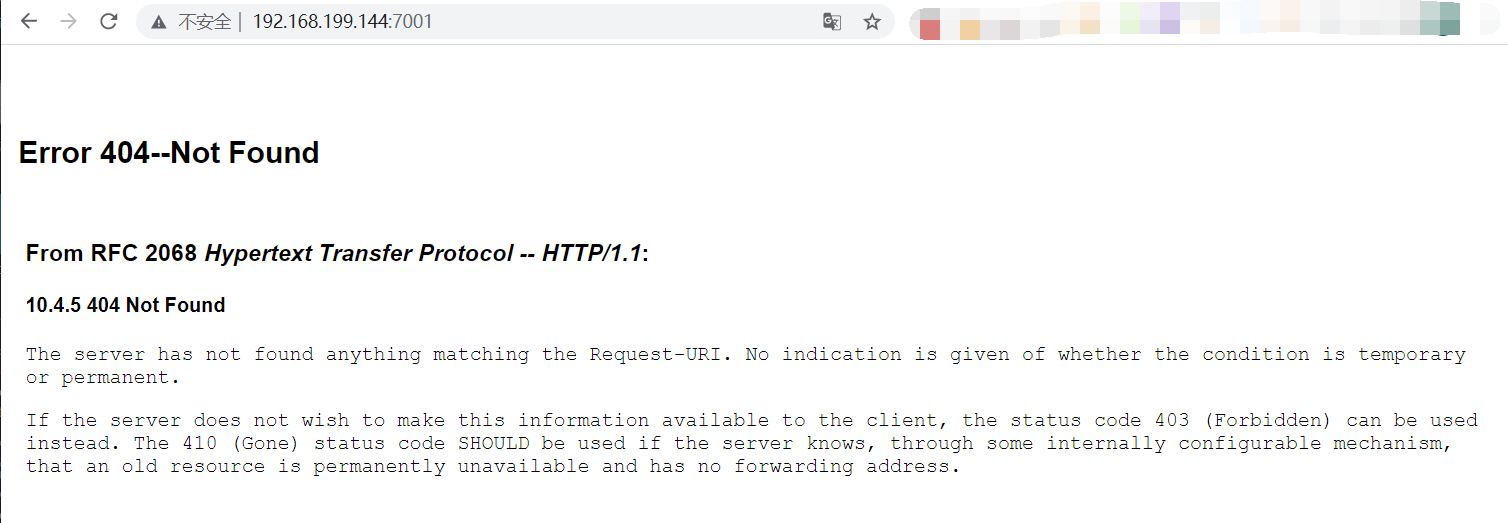 不安全 | 192.168.199.144:7001
Error 404--Not Found
From RFC 2068 Hypertext Transfer Protocol -- HTTP/1.1:
10.4.5 404 Not Found
The server has not found anything matching the Request-URI. No indication is given of whether the condition is temporary
or permanent.
If the server does not wish to make this information available to the client, the status code 403 (Forbidden) can be used
instead. The 410 (Gone) status code SHOULD be used if the server knows, through some internally configurable mechanism,
that an old resource is permanently unavailable and has no forwarding address.